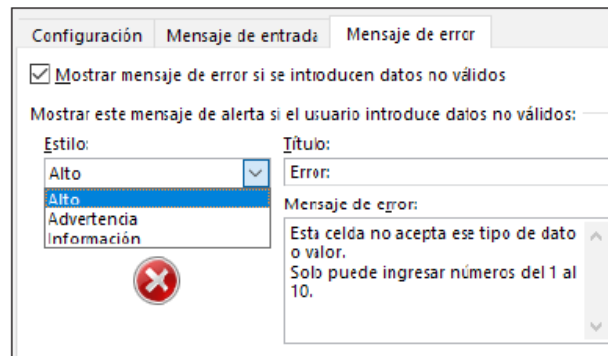 Configuración Mensaje de entrada Mensaje de error
Mostrar mensaje de error si se introducen datos no válidos
Mostrar este mensaje de alerta si el usuario introduce datos no válidos:
Estilo: Título:
Alto Error:
Alto
Advertencia
Información
Mensaje de error:
Esta celda no acepta ese tipo de dato
o valor.
Solo puede ingresar números del 1 al
10.